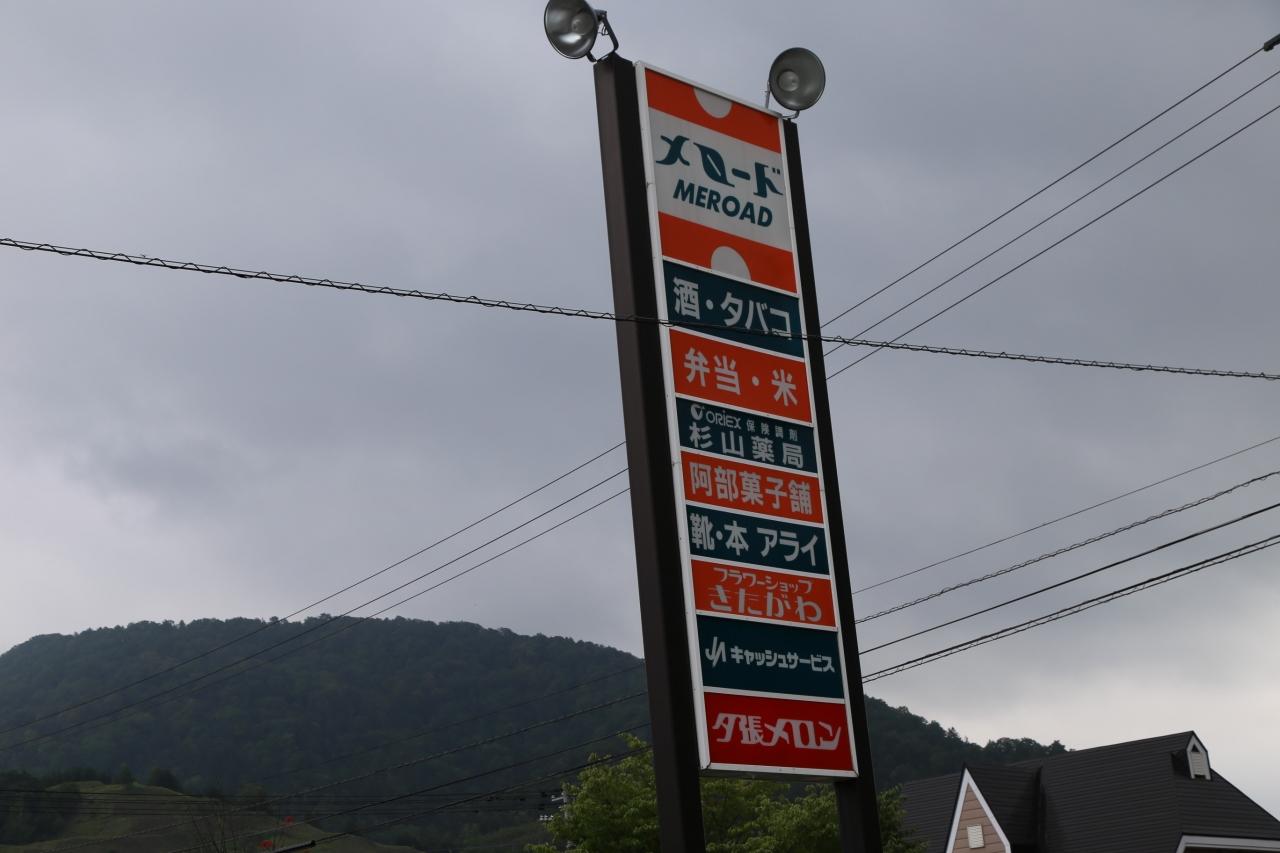 メロード
MEROAD
酒・タバコ
弁当・米
ORIEX 保険調剤
杉山薬局
阿部菓子舗
靴・本 アライ
フラワーショップ
きたがわ
JA キャッシュサービス
夕張メロン